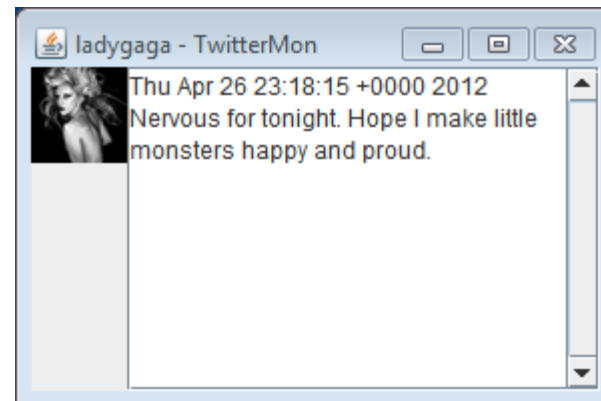 ladygaga - TwitterMon
Thu Apr 26 23:18:15 +0000 2012
Nervous for tonight. Hope I make little
monsters happy and proud.